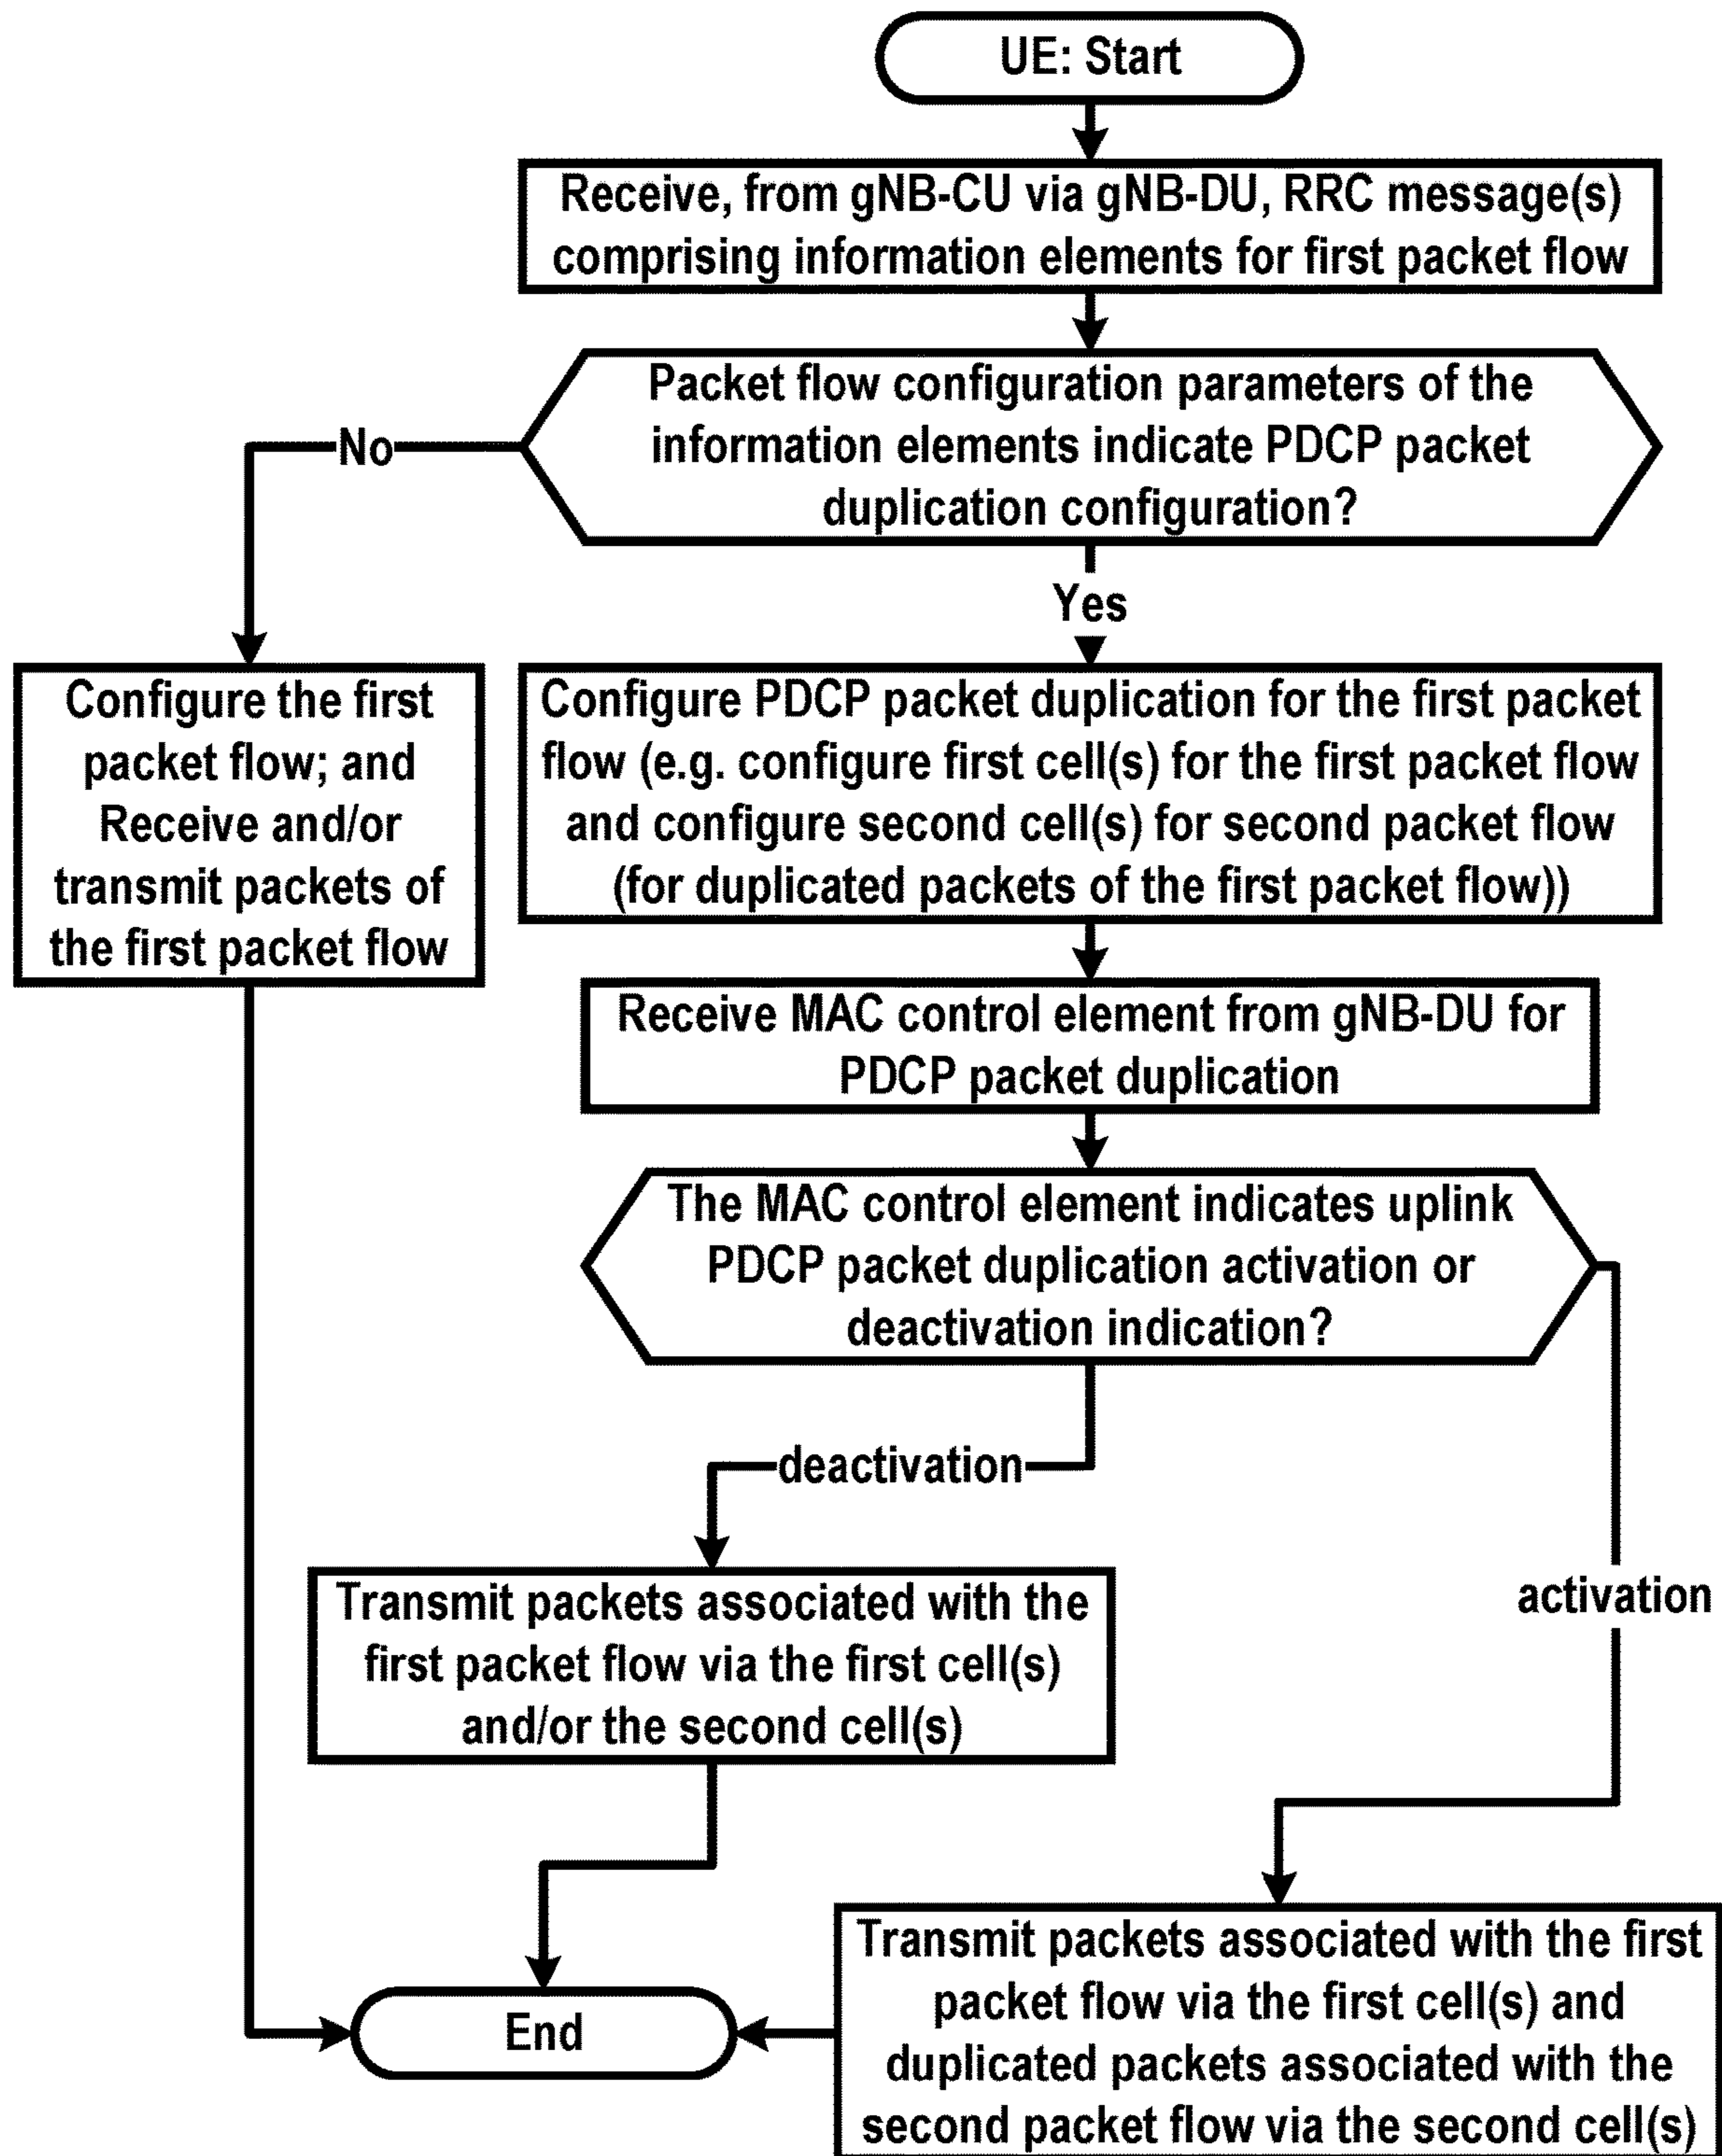 UE: Start
Receive, from gNB-CU via gNB-DU, RRC message(s)
comprising information elements for first packet flow
Packet flow configuration parameters of the
information elements indicate PDCP packet
duplication configuration?
No
Yes
Configure the first
packet flow; and
Receive and/or
transmit packets of
the first packet flow
Configure PDCP packet duplication for the first packet
flow (e.g. configure first cell(s) for the first packet flow
and configure second cell(s) for second packet flow
(for duplicated packets of the first packet flow))
Receive MAC control element from gNB-DU for
PDCP packet duplication
The MAC control element indicates uplink
PDCP packet duplication activation or
deactivation indication?
deactivation
activation
Transmit packets associated with the
first packet flow via the first cell(s)
and/or the second cell(s)
Transmit packets associated with the first
packet flow via the first cell(s) and
duplicated packets associated with the
second packet flow via the second cell(s)
End